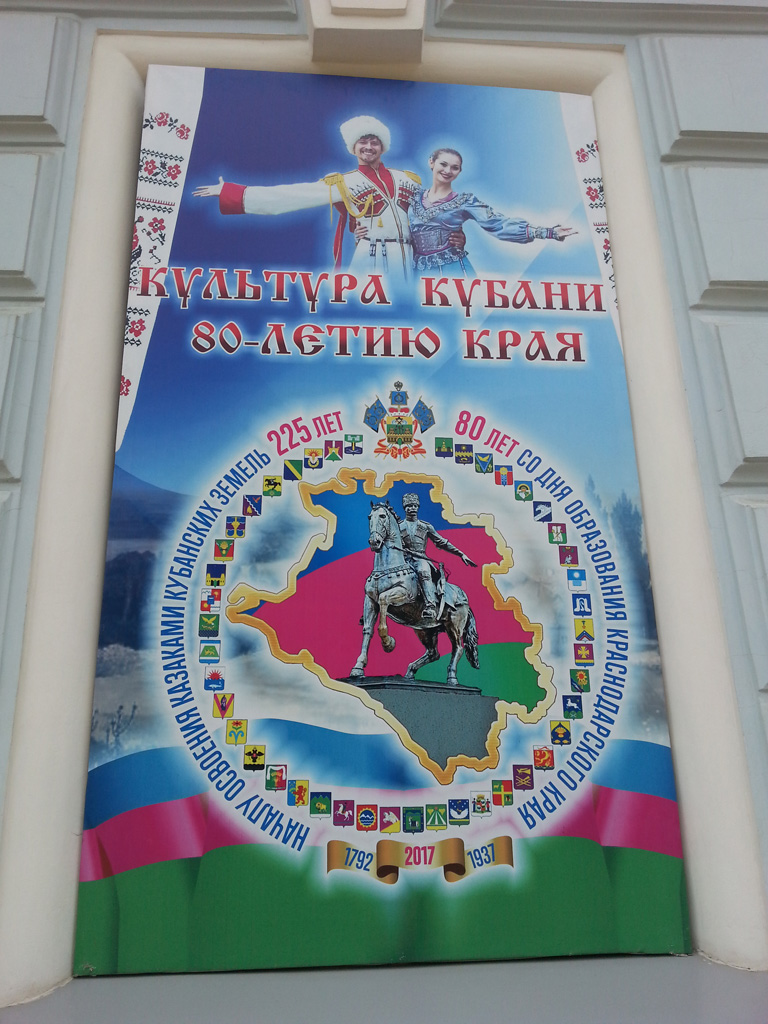 КУЛЬТУРА КУБАНИ
80-ЛЕТИЮ КРАЯ
НАЧАЛУ ОСВОЕНИЯ КАЗАКАМИ КУБАНСКИХ ЗЕМЕЛЬ 225 ЛЕТ
80 ЛЕТ СО ДНЯ ОБРАЗОВАНИЯ КРАСНОДАРСКОГО КРАЯ
1792 2017 1937